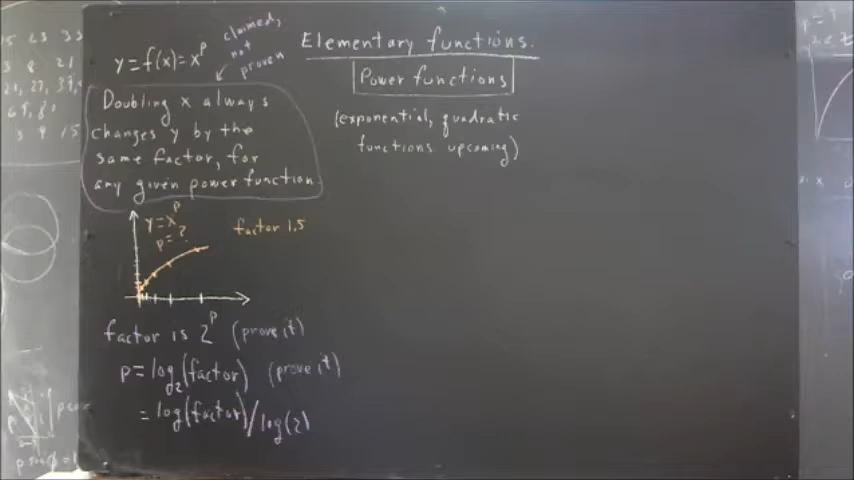 Elementary functions.
Power functions
(exponential, quadratic
functions upcoming)
y=f(x)=x^p
claimed,
not
proven
Doubling x always
changes y by the
same factor, for
any given power function
y=x^p
p=?
factor 1.5
factor is 2^p (prove it)
p=log_2(factor) (prove it)
=log(factor)/log(2)